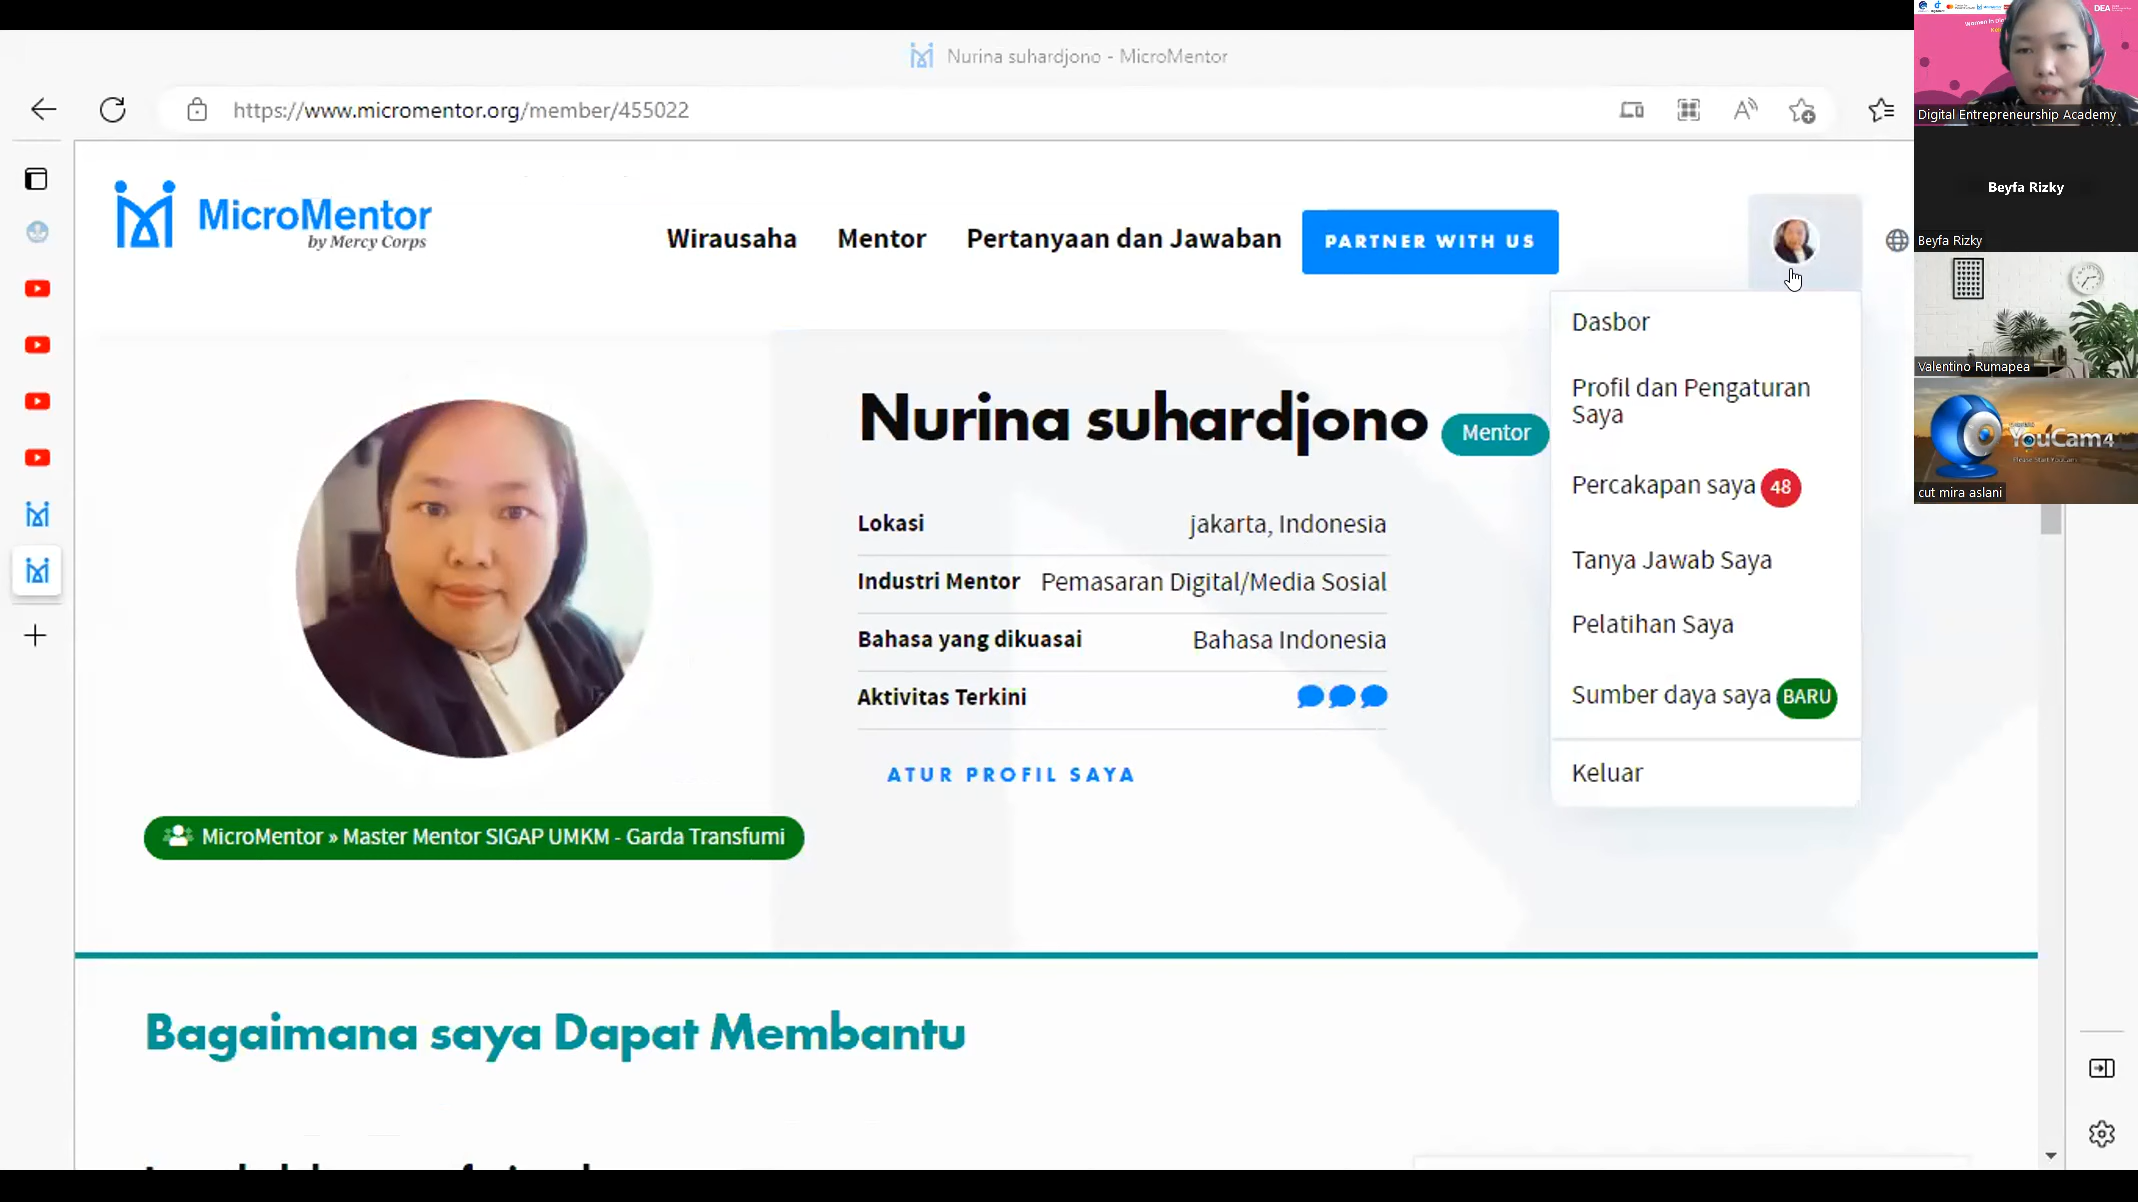 Nurina suhardjono - MicroMentor
https://www.micromentor.org/member/455022
MicroMentor
by Mercy Corps
Wirausaha
Mentor
Pertanyaan dan Jawaban
PARTNER WITH US
Dasbor
Profil dan Pengaturan
Saya
Percakapan saya 48
Tanya Jawab Saya
Pelatihan Saya
Sumber daya saya BARU
Keluar
Nurina suhardjono Mentor
Lokasi jakarta, Indonesia
Industri Mentor Pemasaran Digital/Media Sosial
Bahasa yang dikuasai Bahasa Indonesia
Aktivitas Terkini
ATUR PROFIL SAYA
MicroMentor » Master Mentor SIGAP UMKM - Garda Transfumi
Bagaimana saya Dapat Membantu
DEA
Digital Entrepreneurship Academy
Beyfa Rizky
Beyfa Rizky
Valentino Rumapea
YouCam4
cut mira aslani